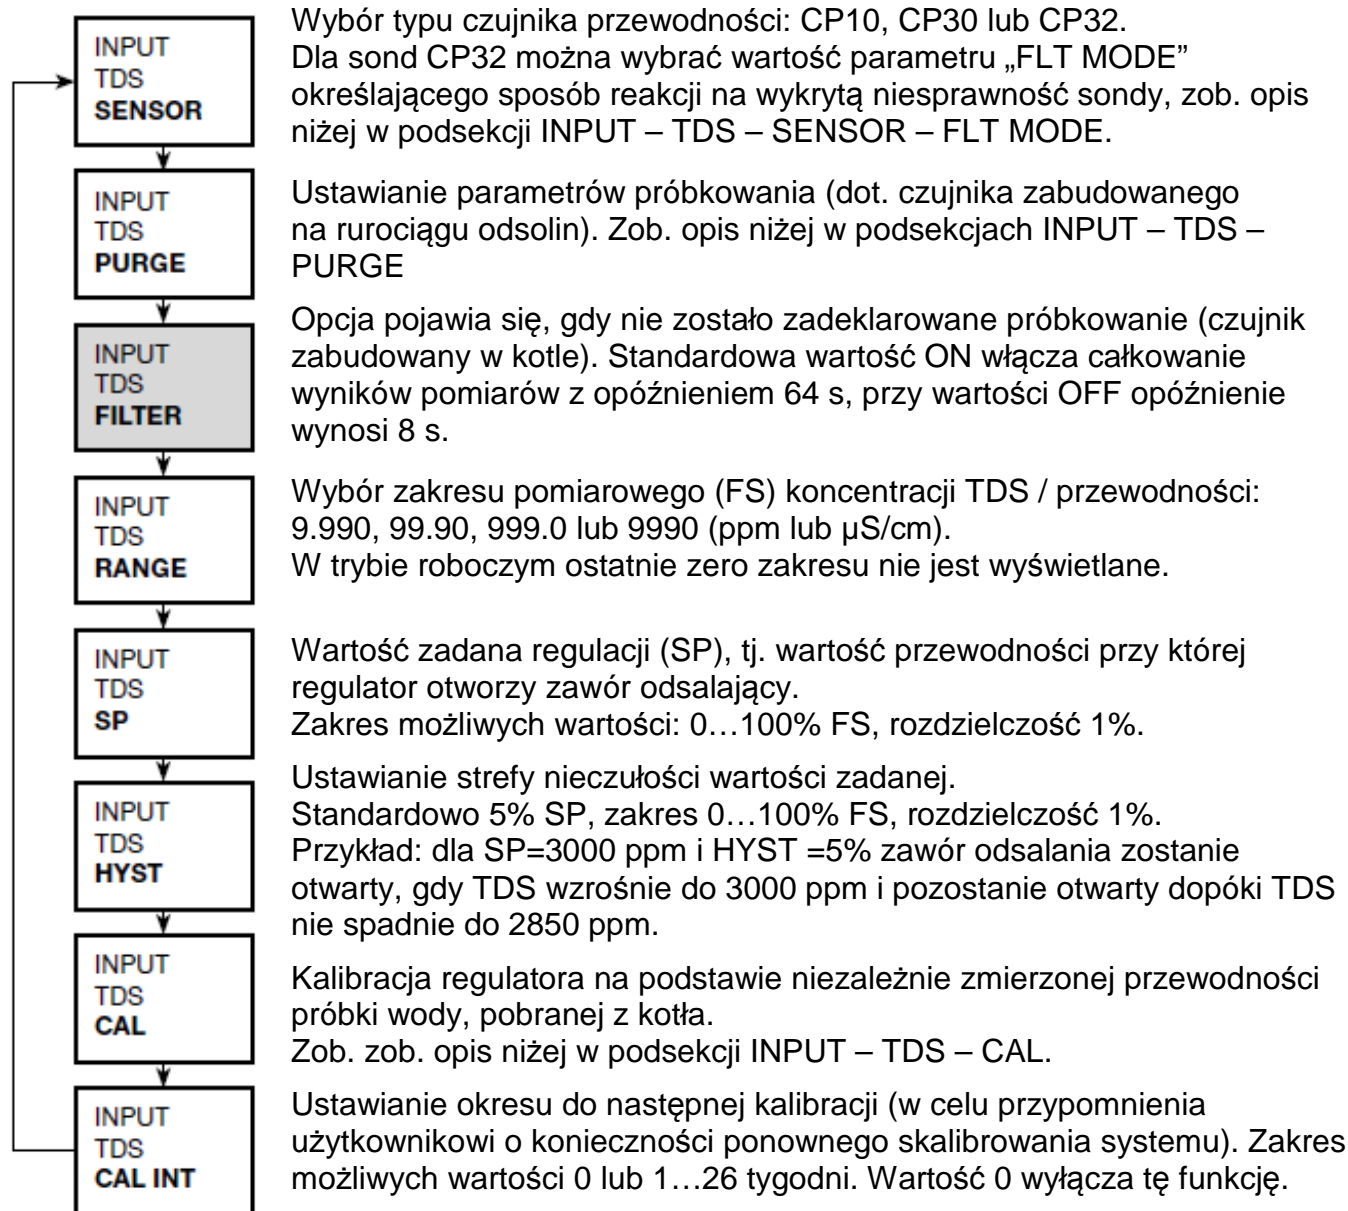 INPUT
TDS
SENSOR
Wybór typu czujnika przewodności: CP10, CP30 lub CP32.
Dla sond CP32 można wybrać wartość parametru „FLT MODE”
określającego sposób reakcji na wykrytą niesprawność sondy, zob. opis
niżej w podsekcji INPUT – TDS – SENSOR – FLT MODE.
INPUT
TDS
PURGE
Ustawianie parametrów próbkowania (dot. czujnika zabudowanego
na rurociągu odsolin). Zob. opis niżej w podsekcjach INPUT – TDS –
PURGE
INPUT
TDS
FILTER
Opcja pojawia się, gdy nie zostało zadeklarowane próbkowanie (czujnik
zabudowany w kotle). Standardowa wartość ON włącza całkowanie
wyników pomiarów z opóźnieniem 64 s, przy wartości OFF opóźnienie
wynosi 8 s.
INPUT
TDS
RANGE
Wybór zakresu pomiarowego (FS) koncentracji TDS / przewodności:
9.990, 99.90, 999.0 lub 9990 (ppm lub µS/cm).
W trybie roboczym ostatnie zero zakresu nie jest wyświetlane.
INPUT
TDS
SP
Wartość zadana regulacji (SP), tj. wartość przewodności przy której
regulator otworzy zawór odsalający.
Zakres możliwych wartości: 0…100% FS, rozdzielczość 1%.
INPUT
TDS
HYST
Ustawianie strefy nieczułości wartości zadanej.
Standardowo 5% SP, zakres 0…100% FS, rozdzielczość 1%.
Przykład: dla SP=3000 ppm i HYST =5% zawór odsalania zostanie
otwarty, gdy TDS wzrośnie do 3000 ppm i pozostanie otwarty dopóki TDS
nie spadnie do 2850 ppm.
INPUT
TDS
CAL
Kalibracja regulatora na podstawie niezależnie zmierzonej przewodności
próbki wody, pobranej z kotła.
Zob. zob. opis niżej w podsekcji INPUT – TDS – CAL.
INPUT
TDS
CAL INT
Ustawianie okresu do następnej kalibracji (w celu przypomnienia
użytkownikowi o konieczności ponownego skalibrowania systemu). Zakres
możliwych wartości 0 lub 1…26 tygodni. Wartość 0 wyłącza tę funkcję.